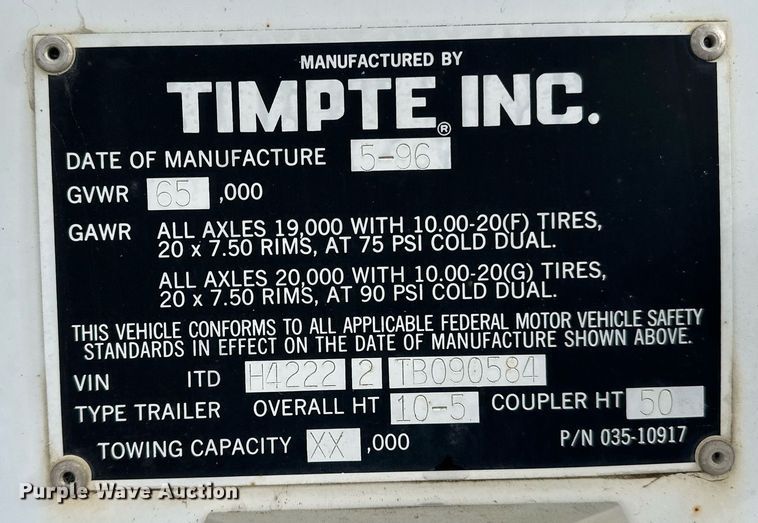 MANUFACTURED BY
TIMPTE® INC.
DATE OF MANUFACTURE 5-96
GVWR 65 ,000
GAWR ALL AXLES 19,000 WITH 10.00-20(F) TIRES,
20 x 7.50 RIMS, AT 75 PSI COLD DUAL.
ALL AXLES 20,000 WITH 10.00-20(G) TIRES,
20 x 7.50 RIMS, AT 90 PSI COLD DUAL.
THIS VEHICLE CONFORMS TO ALL APPLICABLE FEDERAL MOTOR VEHICLE SAFETY
STANDARDS IN EFFECT ON THE DATE OF MANUFACTURE SHOWN ABOVE.
VIN ITD H4222 2 TB090584
TYPE TRAILER OVERALL HT 10-5 COUPLER HT 50
TOWING CAPACITY XX ,000 P/N 035-10917
Purple Wave Auction